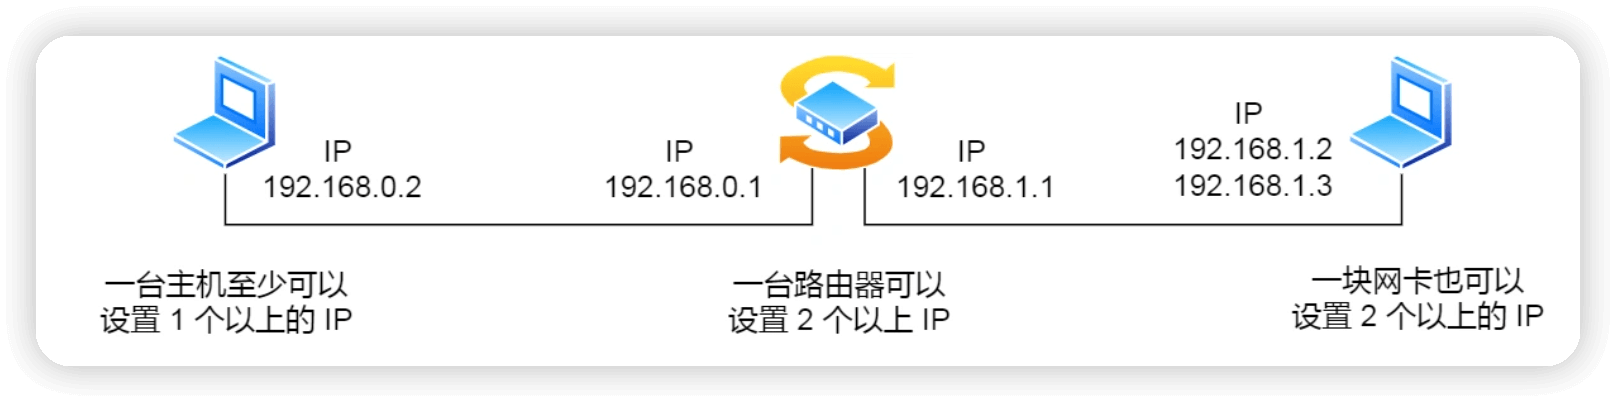 IP
192.168.0.2
IP
192.168.0.1
IP
192.168.1.1
IP
192.168.1.2
192.168.1.3
一台主机至少可以
设置 1 个以上的 IP
一台路由器可以
设置 2 个以上 IP
一块网卡也可以
设置 2 个以上的 IP